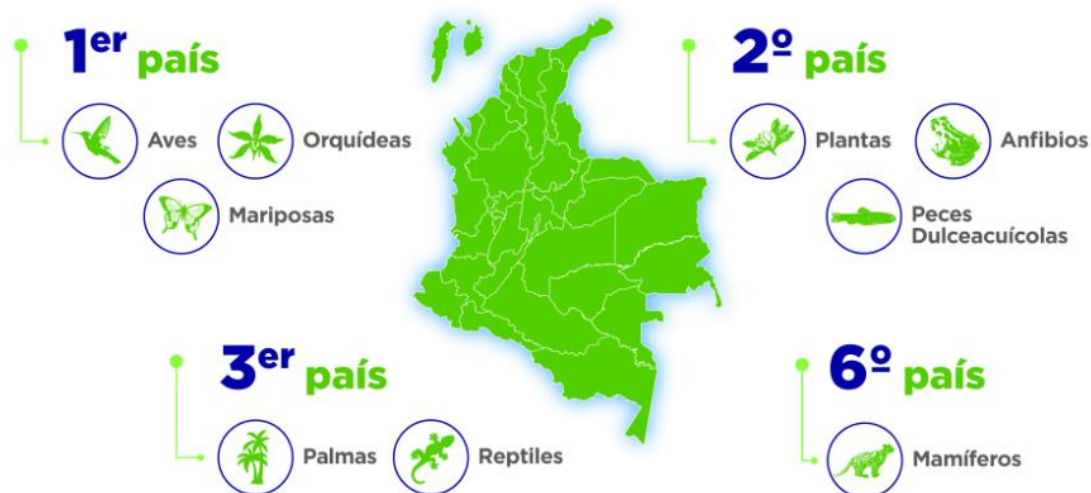 1er país
Aves
Orquídeas
Mariposas
2º país
Plantas
Anfibios
Peces
Dulceacuícolas
3er país
Palmas
Reptiles
6º país
Mamíferos